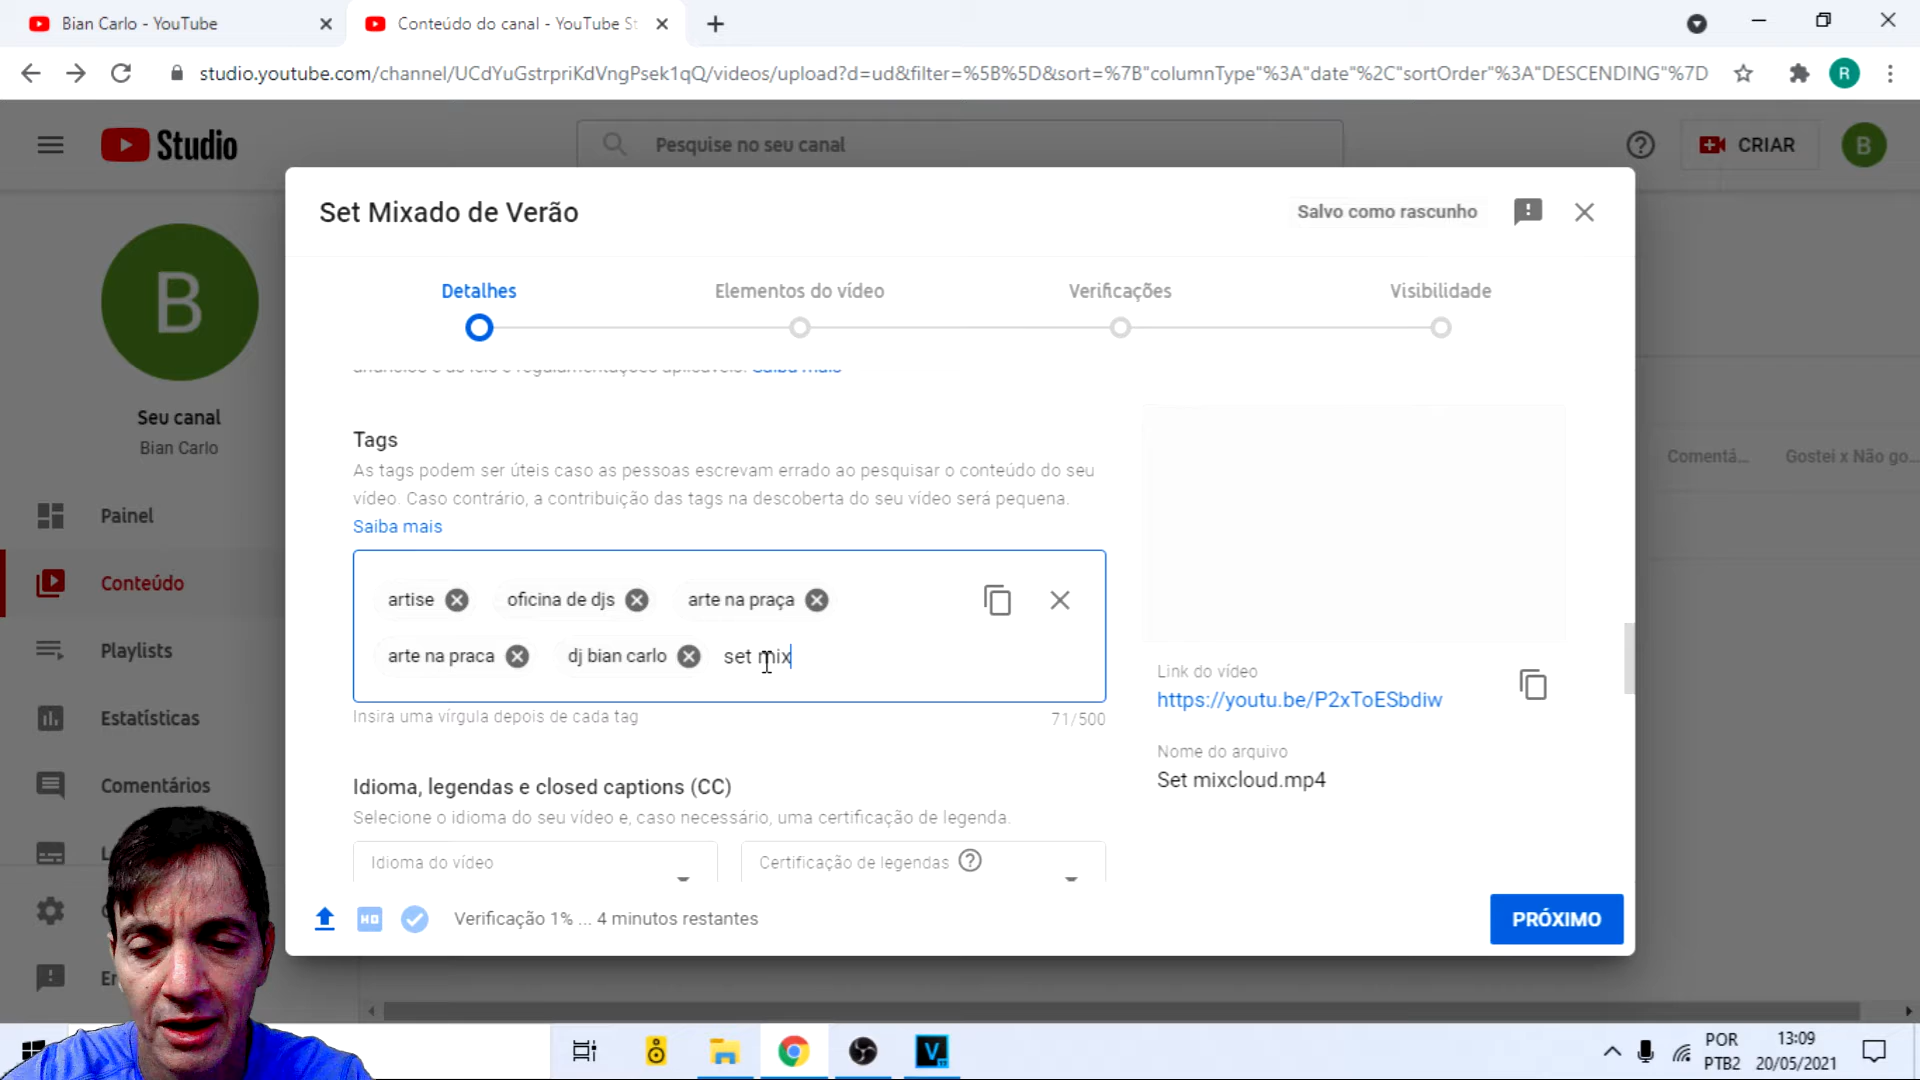 Bian Carlo - YouTube
Conteúdo do canal - YouTube St
studio.youtube.com/channel/UCdYuGstrpriKdVngPsek1qQ/videos/upload?d=ud&filter=%5B%5D&sort=%7B"columnType"%3A"date"%2C"sortOrder"%3A"DESCENDING"%7D
R
Studio
Pesquise no seu canal
CRIAR
B
Set Mixado de Verão
Salvo como rascunho
Detalhes
Elementos do vídeo
Verificações
Visibilidade
B
Seu canal
Bian Carlo
Painel
Conteúdo
Playlists
Estatísticas
Comentários
anúncios e as leis e regulamentações aplicáveis. Saiba mais
Tags
As tags podem ser úteis caso as pessoas escrevam errado ao pesquisar o conteúdo do seu
vídeo. Caso contrário, a contribuição das tags na descoberta do seu vídeo será pequena.
Saiba mais
artise
oficina de djs
arte na praça
arte na praca
dj bian carlo
set mix
Insira uma vírgula depois de cada tag
71/500
Idioma, legendas e closed captions (CC)
Selecione o idioma do seu vídeo e, caso necessário, uma certificação de legenda.
Idioma do vídeo
Certificação de legendas
Link do vídeo
https://youtu.be/P2xToESbdiw
Nome do arquivo
Set mixcloud.mp4
Comentá...
Gostei x Não go...
HD
Verificação 1% ... 4 minutos restantes
PRÓXIMO
V
POR
PTB2
13:09
20/05/2021